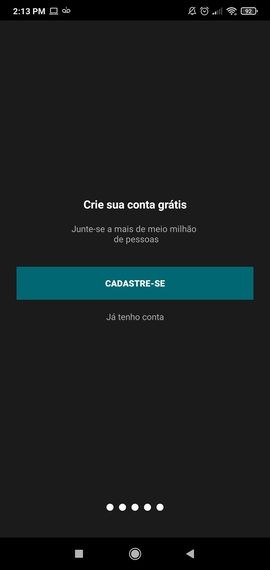 2:13 PM
92
Crie sua conta grátis
Junte-se a mais de meio milhão
de pessoas
CADASTRE-SE
Já tenho conta